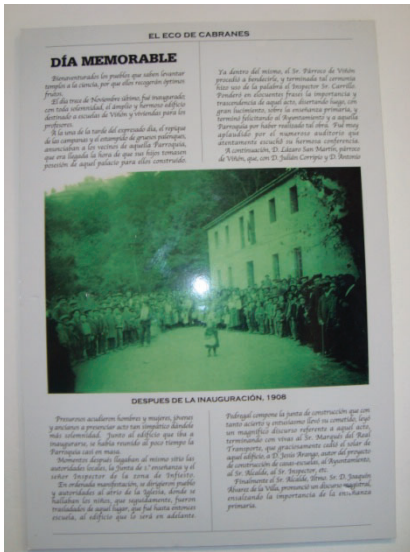 EL ECO DE CABRANES
DÍA MEMORABLE
Bienaventurados los pueblos que saben levantar
templos a la ciencia, por que ellos recogerán óptimos
frutos.
El día trece de Noviembre último fue inaugurado
con toda solemnidad, el amplio y hermoso edificio
destinado a escuelas de Viñón y viviendas para los
profesores.
A la una de la tarde del expresado día, el repique
de las campanas y el estampido de gruesos palenques,
anunciaban a los vecinos de aquella Parroquia,
que era llegada la hora de que sus hijos tomasen
posesión de aquel palacio para ellos construido.
Ya dentro del mismo, el Sr. Párroco de Viñón
procedió a bendecirle, y terminada tal ceremonia
hizo uso de la palabra el Inspector Sr. Carrillo.
Ponderó en elocuentes frases la importancia y
trascendencia de aquel acto, disertando luego, con
gran lucimiento, sobre la enseñanza primaria, y
terminó felicitando al Ayuntamiento y a aquella
Parroquia por haber realizado tal obra. Fue muy
aplaudido por el numeroso auditorio que
atentamente escuchó su hermosa conferencia.
A continuación, D. Lázaro San Martín, párroco
de Viñón, que, con D. Julián Corripio y D. Antonio
DESPUES DE LA INAUGURACIÓN, 1908
Presurosos acudieron hombres y mujeres, jóvenes
y ancianos a presenciar acto tan simpático dándole
más solemnidad. Junto al edificio que iba a
inaugurarse, se había reunido al poco tiempo la
Parroquia casi en masa.
Momentos después llegaban al mismo sitio las
autoridades locales, la Junta de 1ª enseñanza y el
señor Inspector de la zona de Infiesto.
En ordenada manifestación, se dirigieron pueblo
y autoridades al atrio de la Iglesia, donde se
hallaban los niños, que seguidamente, fueron
trasladados de aquel lugar, que fué hasta entonces
escuela, al edificio que le será en adelante
Pedregal compone la junta de construcción que con
tanto acierto y entusiasmo llevó su cometido, leyó
un magnífico discurso referente a aquel acto,
terminando con vivas al Sr. Marqués del Real
Transporte, que graciosamente cedió el solar de
aquel edificio, a D. Jesús Arango, autor del proyecto
de construcción de casas-escuelas, al Ayuntamiento,
al Sr. Alcalde, al Sr. Inspector, etc.
Finalmente el Sr. Alcalde, Iltmo. Sr. D. Joaquín
Álvarez de la Villa, pronunció un discurso magistral,
ensalzando la importancia de la enseñanza
primaria.